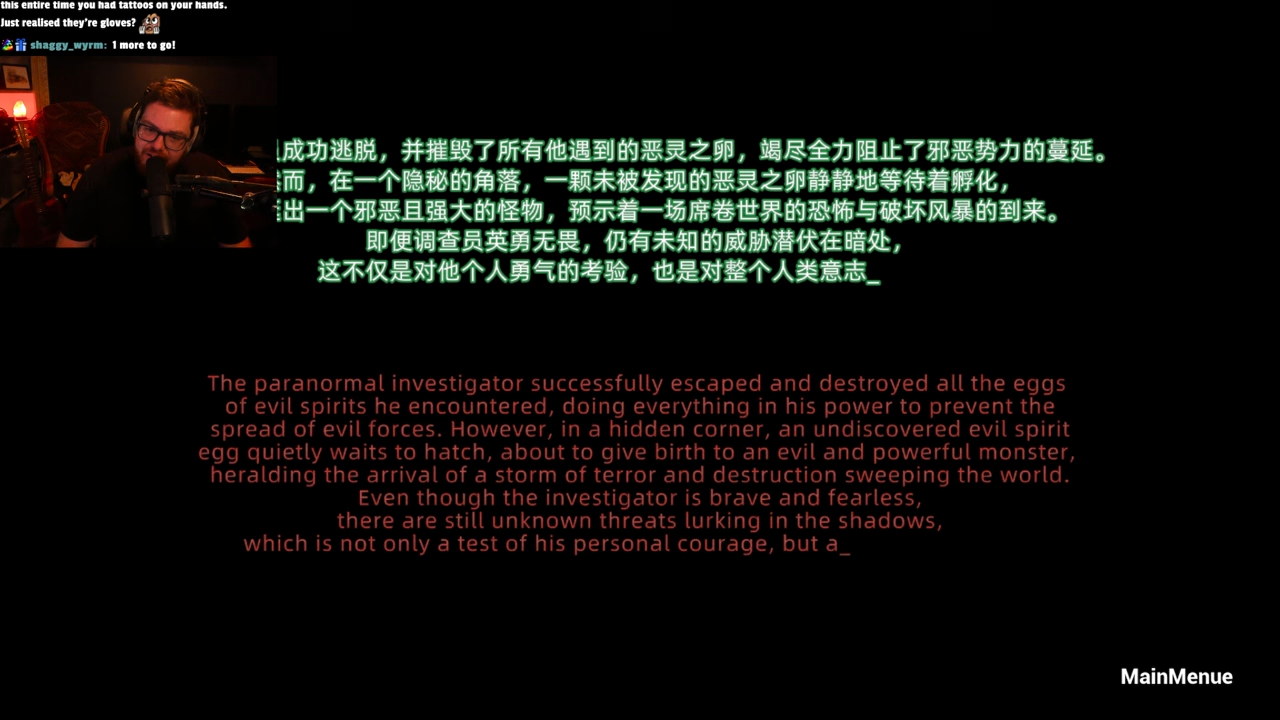 this entire time you had tattoos on your hands.
Just realised they're gloves?
shaggy_wyrm: 1 more to go!
成功逃脱，并摧毁了所有他遇到的恶灵之卵，竭尽全力阻止了邪恶势力的蔓延。
而，在一个隐秘的角落，一颗未被发现的恶灵之卵静静地等待着孵化，
出一个邪恶且强大的怪物，预示着一场席卷世界的恐怖与破坏风暴的到来。
即便调查员英勇无畏，仍有未知的威胁潜伏在暗处，
这不仅是对他个人勇气的考验，也是对整个人类意志_
The paranormal investigator successfully escaped and destroyed all the eggs
of evil spirits he encountered, doing everything in his power to prevent the
spread of evil forces. However, in a hidden corner, an undiscovered evil spirit
egg quietly waits to hatch, about to give birth to an evil and powerful monster,
heralding the arrival of a storm of terror and destruction sweeping the world.
Even though the investigator is brave and fearless,
there are still unknown threats lurking in the shadows,
which is not only a test of his personal courage, but a_
MainMenue